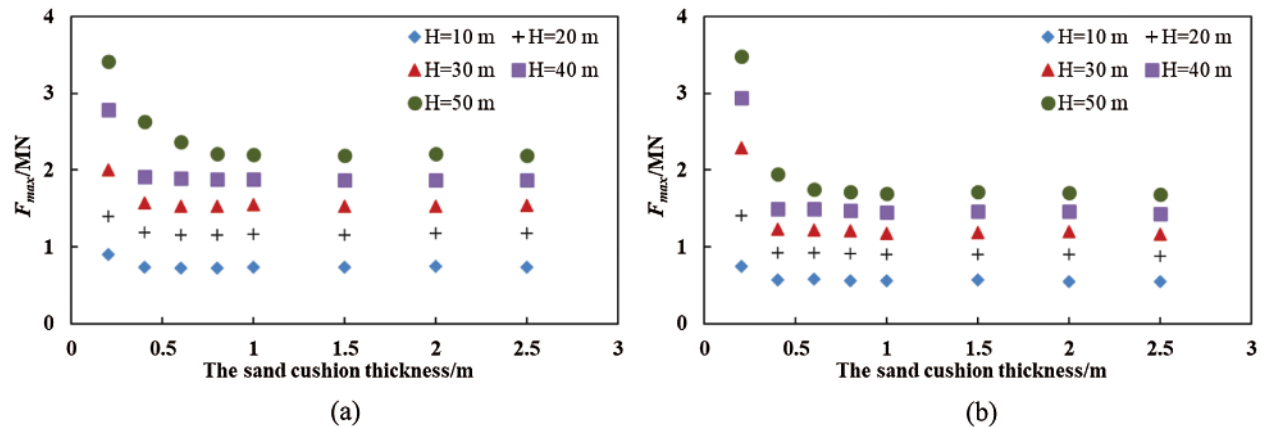 4
3
2
1
0
F_max/MN
H=10 m H=20 m
H=30 m H=40 m
H=50 m
0 0.5 1 1.5 2 2.5 3
The sand cushion thickness/m
(a)
4
3
2
1
0
F_max/MN
H=10 m H=20 m
H=30 m H=40 m
H=50 m
0 0.5 1 1.5 2 2.5 3
The sand cushion thickness/m
(b)